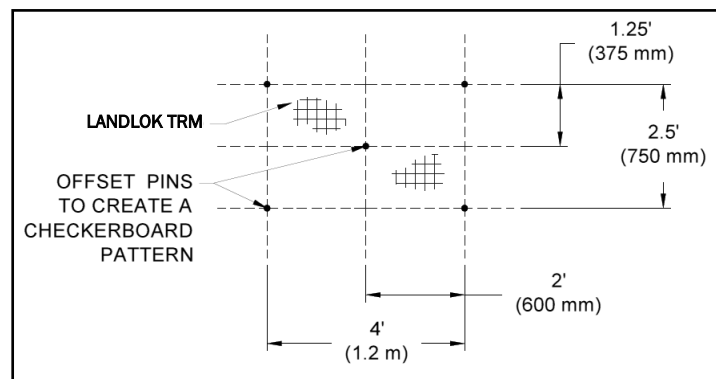 1.25'
(375 mm)
LANDLOK TRM
2.5'
(750 mm)
OFFSET PINS
TO CREATE A
CHECKERBOARD
PATTERN
2'
(600 mm)
4'
(1.2 m)